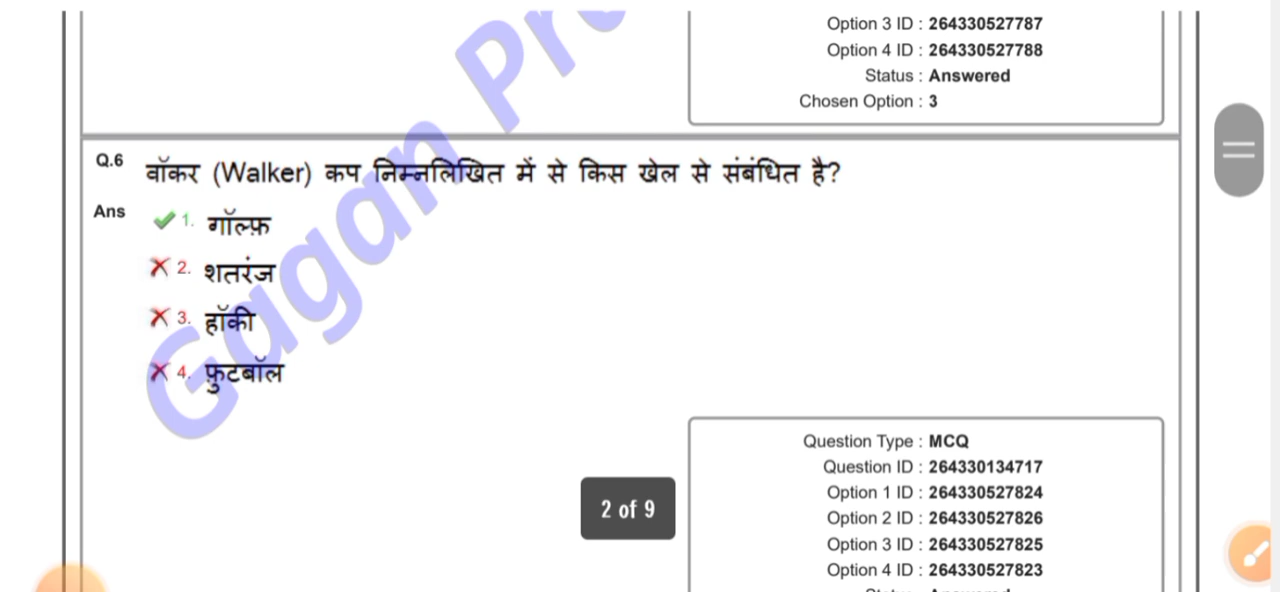 Option 3 ID : 264330527787
Option 4 ID : 264330527788
Status : Answered
Chosen Option : 3
Q.6 वॉकर (Walker) कप निम्नलिखित में से किस खेल से संबंधित है?
Ans 1. गॉल्फ़
2. शतरंज
3. हॉकी
4. फ़ुटबॉल
Gagan Pr
Question Type : MCQ
Question ID : 264330134717
Option 1 ID : 264330527824
2 of 9
Option 2 ID : 264330527826
Option 3 ID : 264330527825
Option 4 ID : 264330527823